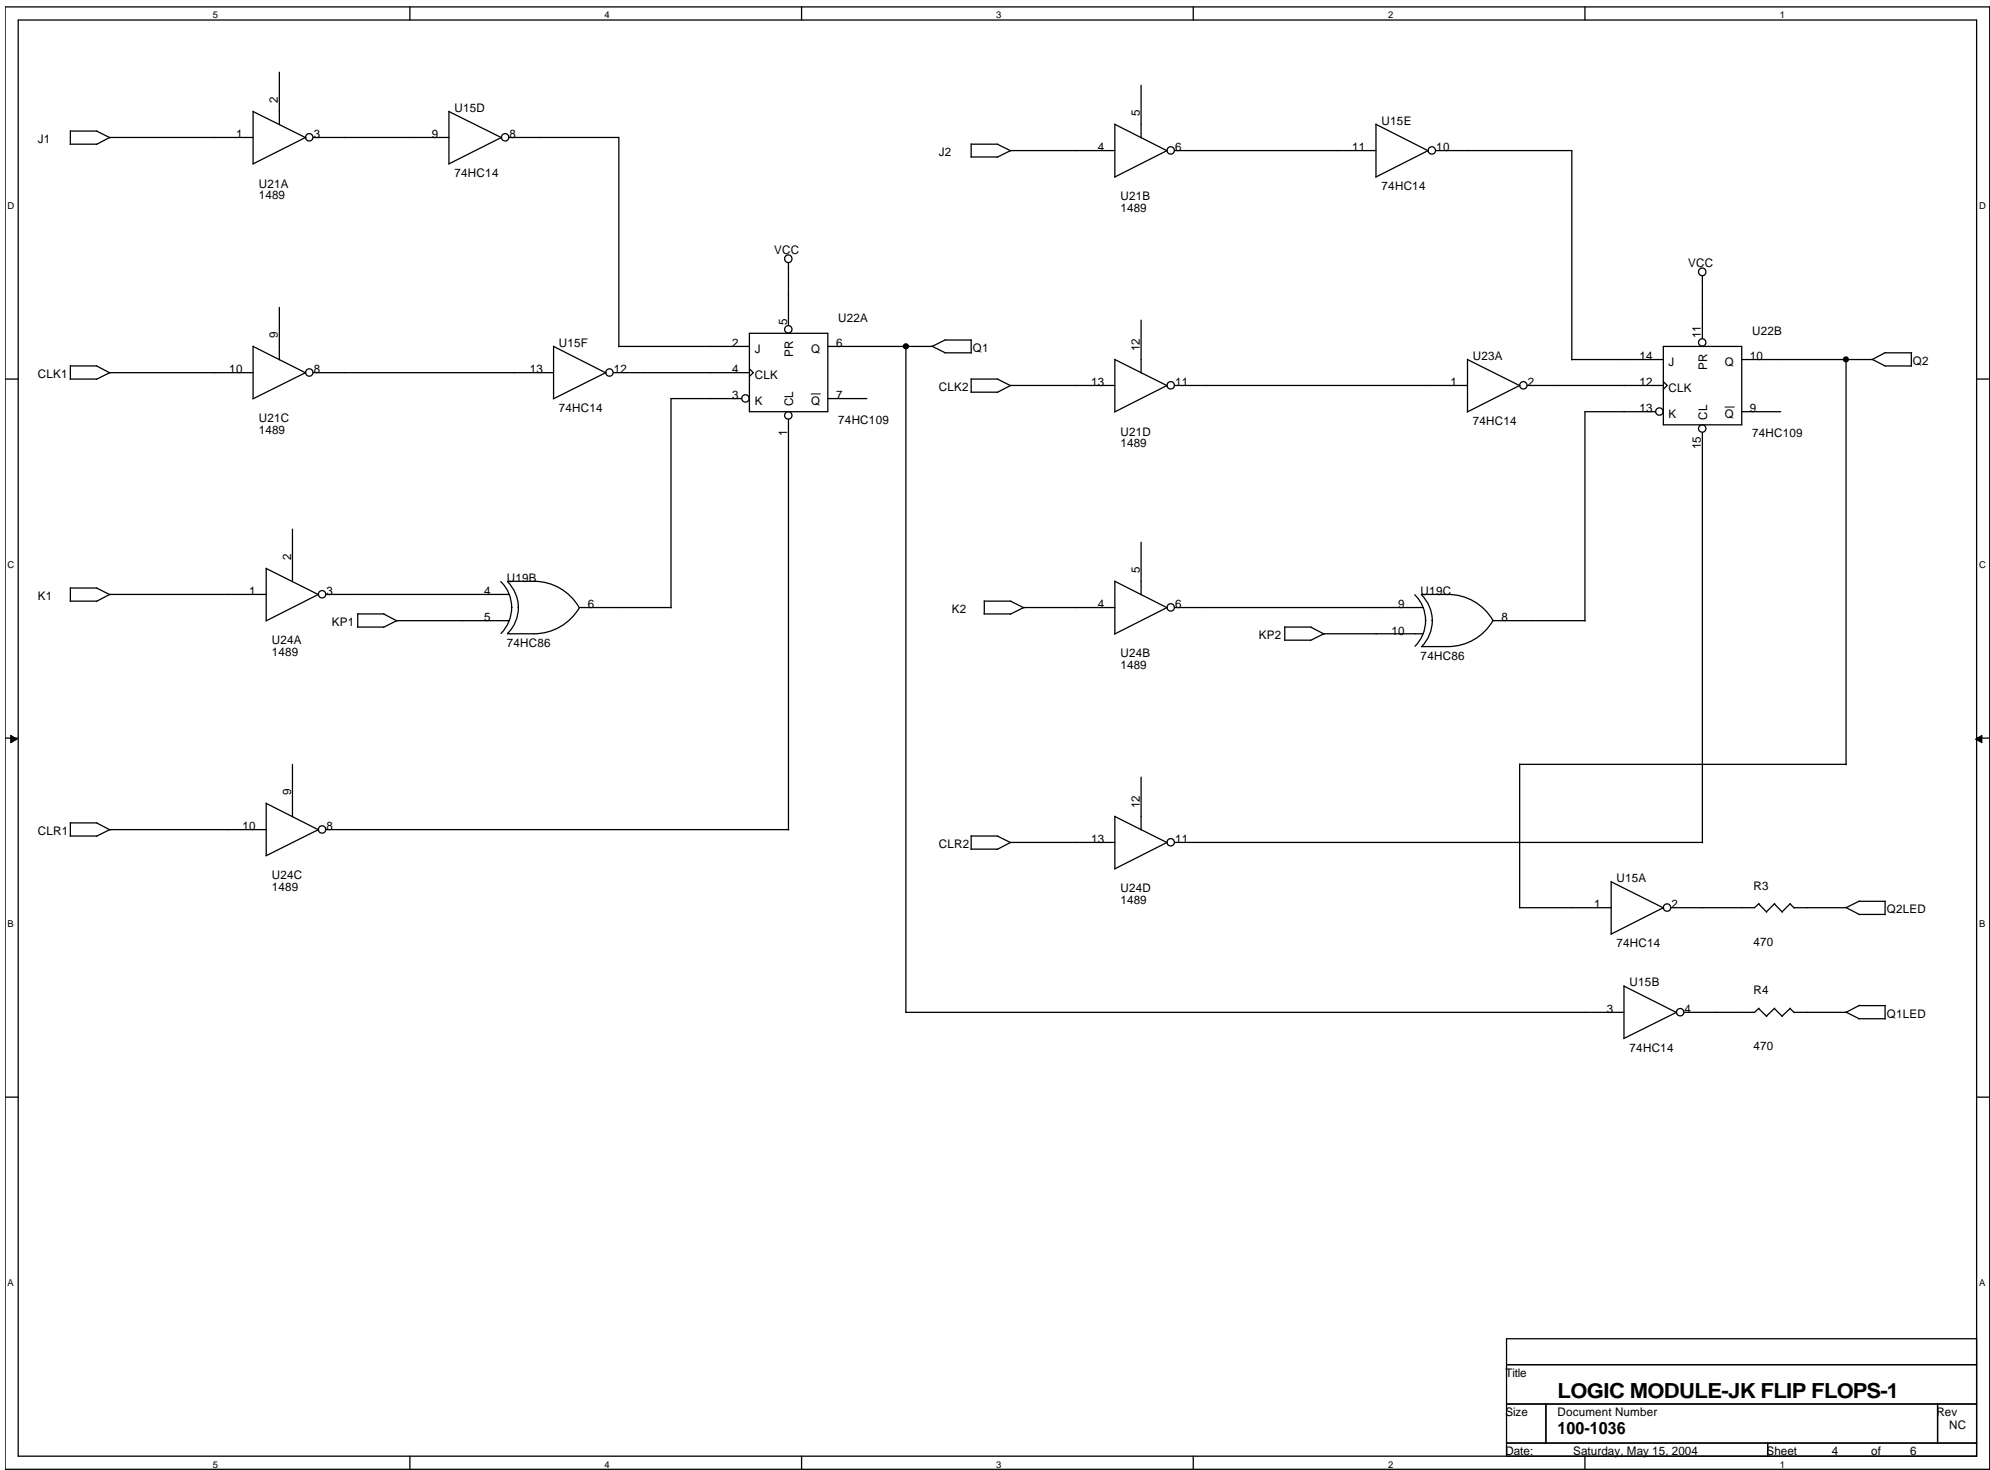 5 4 3 2 1
D
C
B
A
D
C
B
A
J1
1
2
3
U21A
1489
U15D
9
8
74HC14
CLK1
10
9
8
U21C
1489
U15F
13
12
74HC14
K1
1
2
3
U24A
1489
KP1
U19B
4
5
6
74HC86
CLR1
10
9
8
U24C
1489
VCC
5
U22A
2
J
PR
Q
6
4
CLK
3
K
CL
Q
7
1
74HC109
Q1
J2
4
5
6
U21B
1489
U15E
11
10
74HC14
CLK2
13
12
11
U21D
1489
U23A
1
2
74HC14
K2
4
5
6
U24B
1489
KP2
U19C
9
10
8
74HC86
CLR2
13
12
11
U24D
1489
VCC
11
U22B
14
J
PR
Q
10
12
CLK
13
K
CL
Q
9
15
74HC109
Q2
U15A
1
2
74HC14
R3
470
Q2LED
U15B
3
4
74HC14
R4
470
Q1LED
Title
LOGIC MODULE-JK FLIP FLOPS-1
Size Document Number Rev
100-1036 NC
Date: Saturday, May 15, 2004 Sheet 4 of 6
5 4 3 2 1